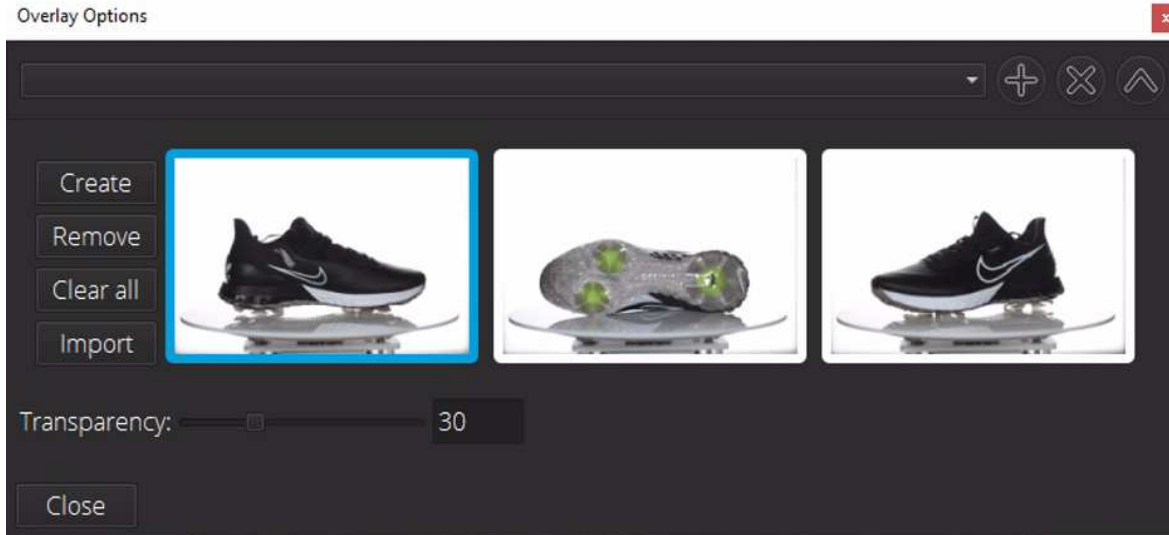 Overlay Options
Create
Remove
Clear all
Import
Transparency:
30
Close